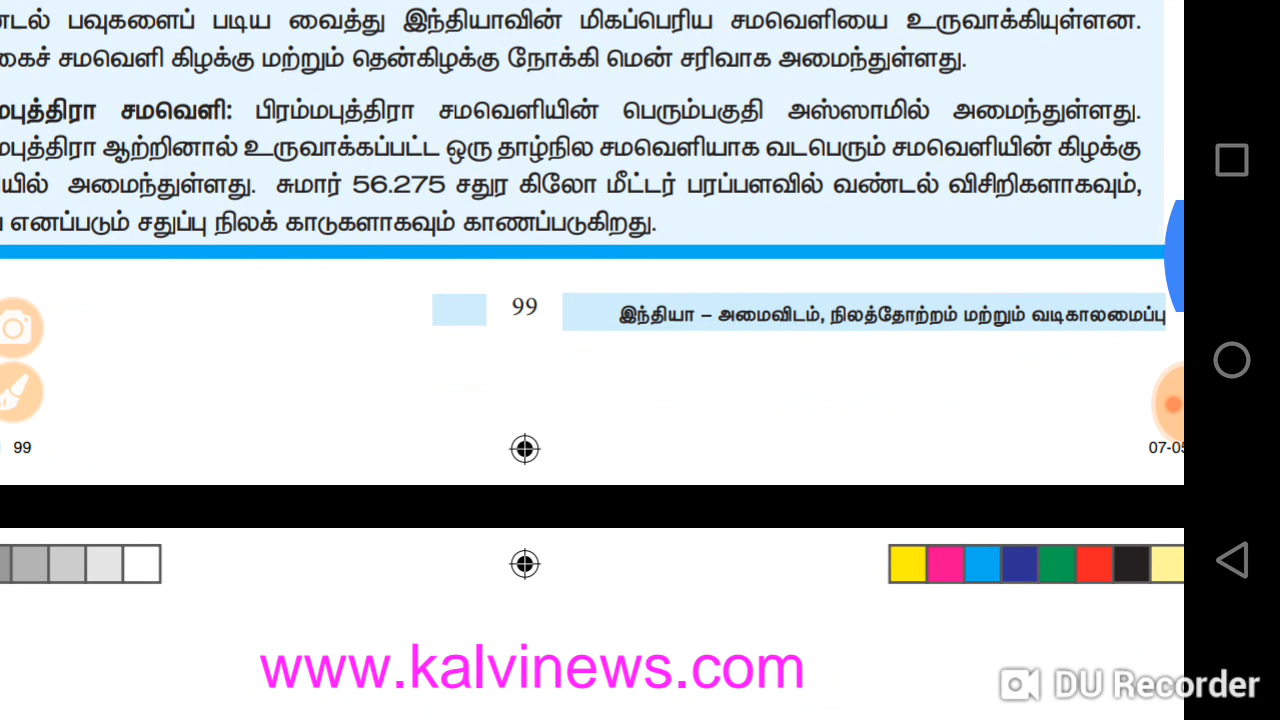 பவுகளைப் படிய வைத்து இந்தியாவின் மிகப்பெரிய சமவெளியை உருவாக்கியுள்ளன.
சமவெளி கிழக்கு மற்றும் தென்கிழக்கு நோக்கி மென் சரிவாக அமைந்துள்ளது.
சமவெளி: பிரம்மபுத்திரா சமவெளியின் பெரும்பகுதி அஸ்ஸாமில் அமைந்துள்ளது.
ஆற்றினால் உருவாக்கப்பட்ட ஒரு தாழ்நில சமவெளியாக வடபெரும் சமவெளியின் கிழக்கு
அமைந்துள்ளது. சுமார் 56.275 சதுர கிலோ மீட்டர் பரப்பளவில் வண்டல் விசிறிகளாகவும்,
எனப்படும் சதுப்பு நிலக் காடுகளாகவும் காணப்படுகிறது.
99 இந்தியா – அமைவிடம், நிலத்தோற்றம் மற்றும் வடிகாலமைப்பு
99
www.kalvinews.com
DU Recorder